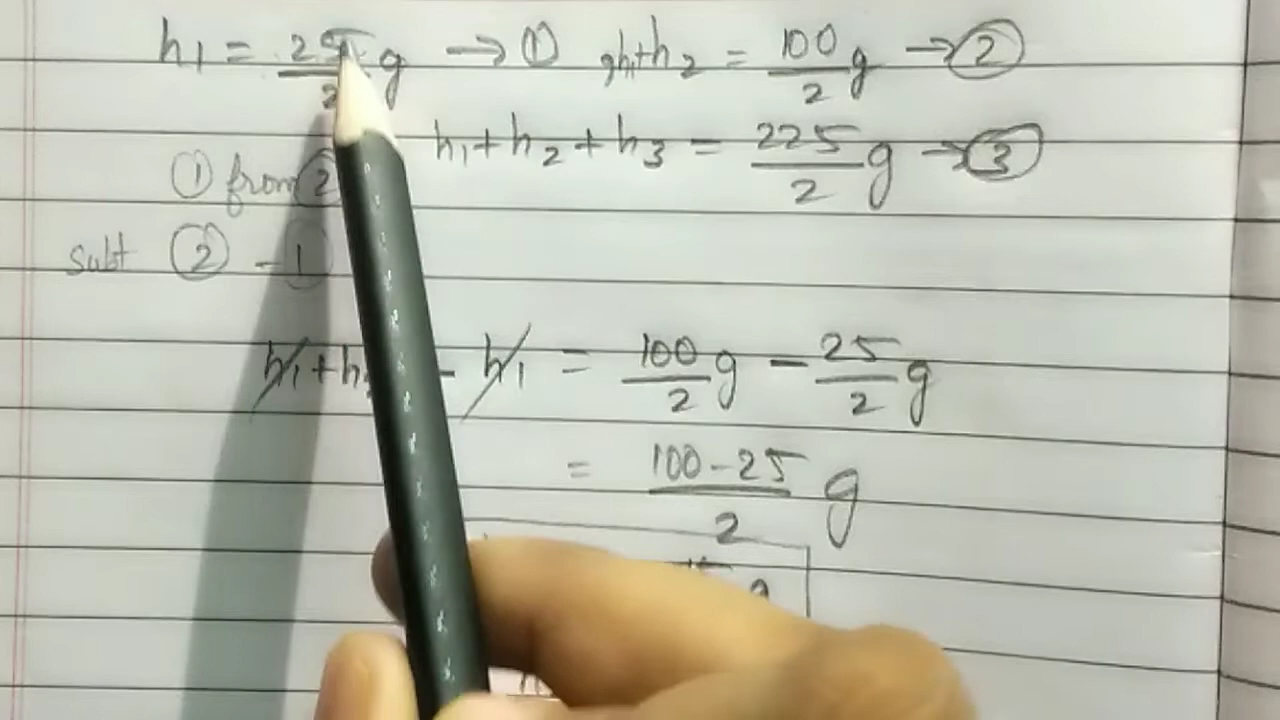 h1 = 25/2 g → ① h1+h2 = 100/2 g → ②
h1+h2+h3 = 225/2 g → ③
① from ②
Subt ② - ①
h1+h - h1 = 100/2 g - 25/2 g
= 100-25/2 g
g